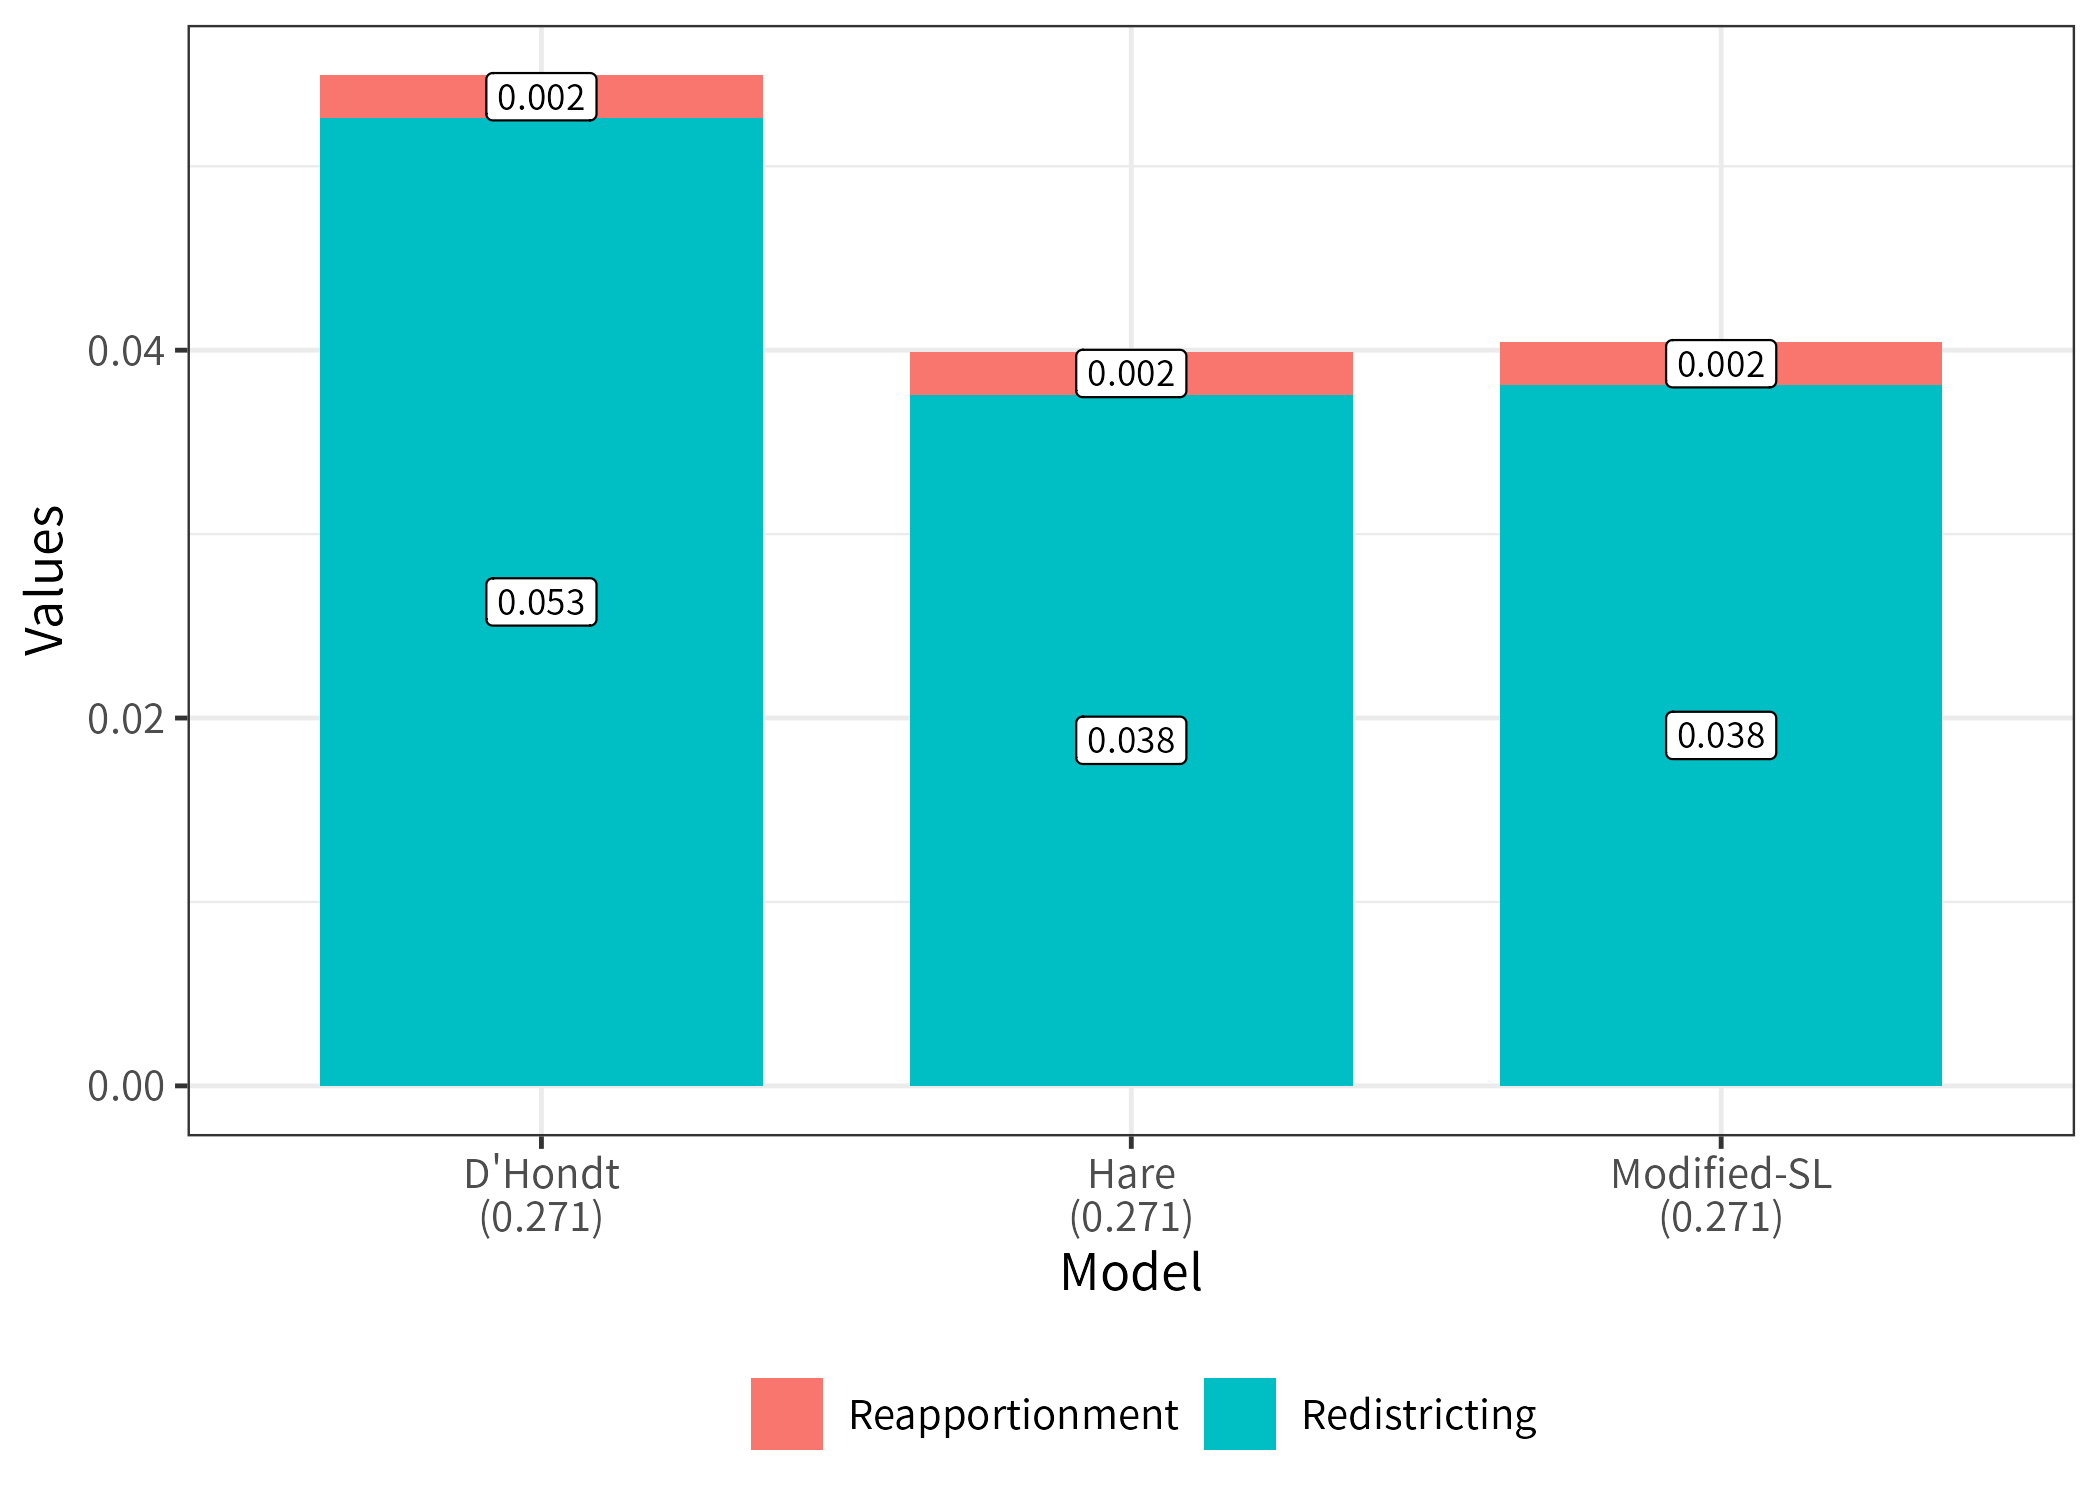 0.002
0.04
0.002
0.002
Values
0.053
0.02
0.038
0.038
0.00
D'Hondt
(0.271)
Hare
(0.271)
Modified-SL
(0.271)
Model
Reapportionment
Redistricting